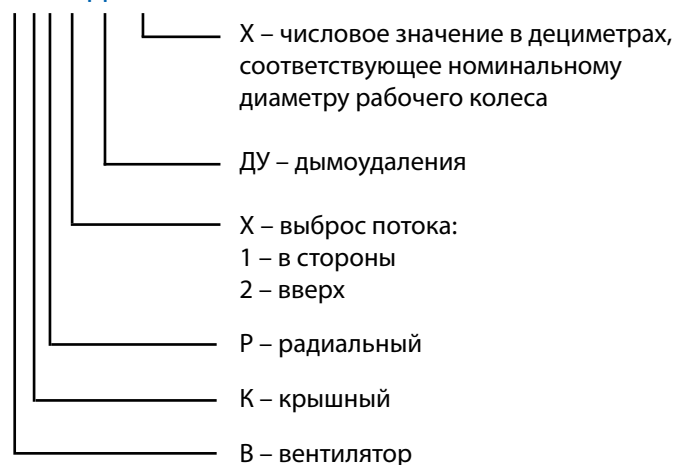 Х – числовое значение в дециметрах,
соответствующее номинальному
диаметру рабочего колеса
ДУ – дымоудаления
Х – выброс потока:
1 – в стороны
2 – вверх
Р – радиальный
К – крышный
В – вентилятор